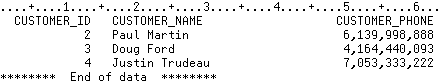 ....+....1....+....2....+....3....+....4....+....5....+....6...
CUSTOMER_ID   CUSTOMER_NAME   CUSTOMER_PHONE
2   Paul Martin   6,139,998,888
3   Doug Ford   4,164,440,093
4   Justin Trudeau   7,053,333,222
********  End of data  ********